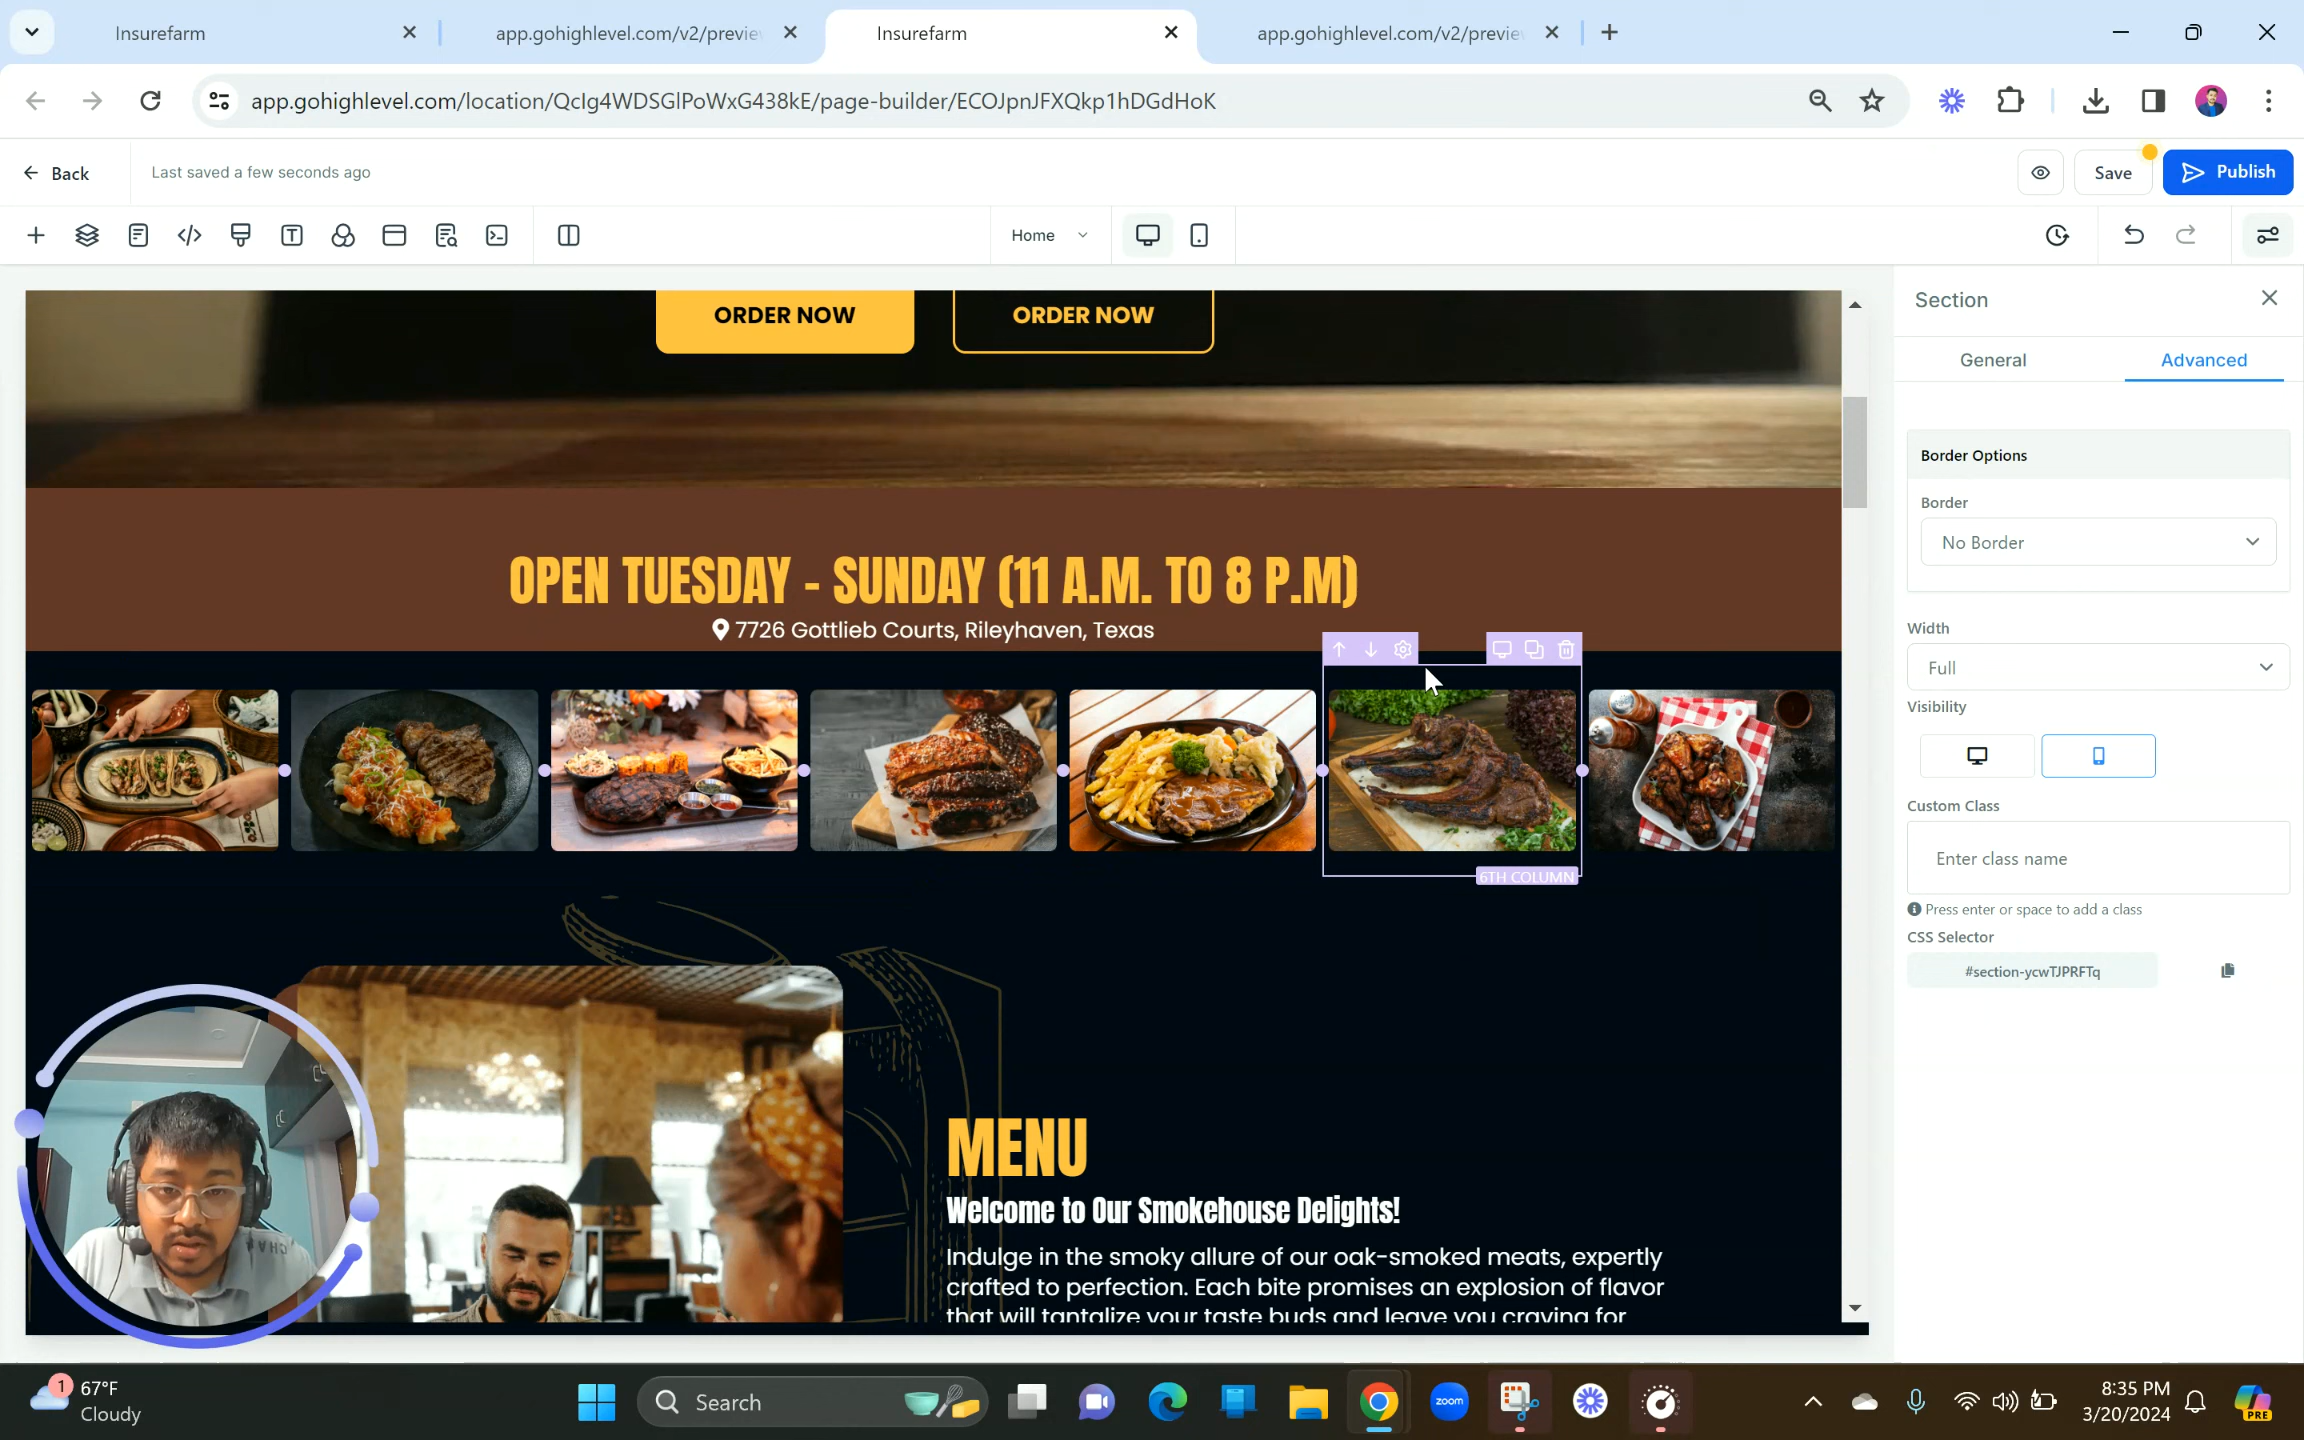 Insurefarm
app.gohighlevel.com/v2/previe
Insurefarm
app.gohighlevel.com/v2/previe
app.gohighlevel.com/location/QcIg4WDSGlPoWxG438kE/page-builder/ECOJpnJFXQkp1hDGdHoK
Back
Last saved a few seconds ago
Save
Publish
Home
Section
General
Advanced
Border Options
Border
No Border
Width
Full
Visibility
Custom Class
Enter class name
Press enter or space to add a class
CSS Selector
#section-ycwTJPRFTq
ORDER NOW
ORDER NOW
OPEN TUESDAY - SUNDAY (11 A.M. TO 8 P.M)
7726 Gottlieb Courts, Rileyhaven, Texas
6TH COLUMN
MENU
Welcome to Our Smokehouse Delights!
Indulge in the smoky allure of our oak-smoked meats, expertly
crafted to perfection. Each bite promises an explosion of flavor
that will tantalize your taste buds and leave you craving for
1
67°F
Cloudy
Search
zoom
8:35 PM
3/20/2024
PRE